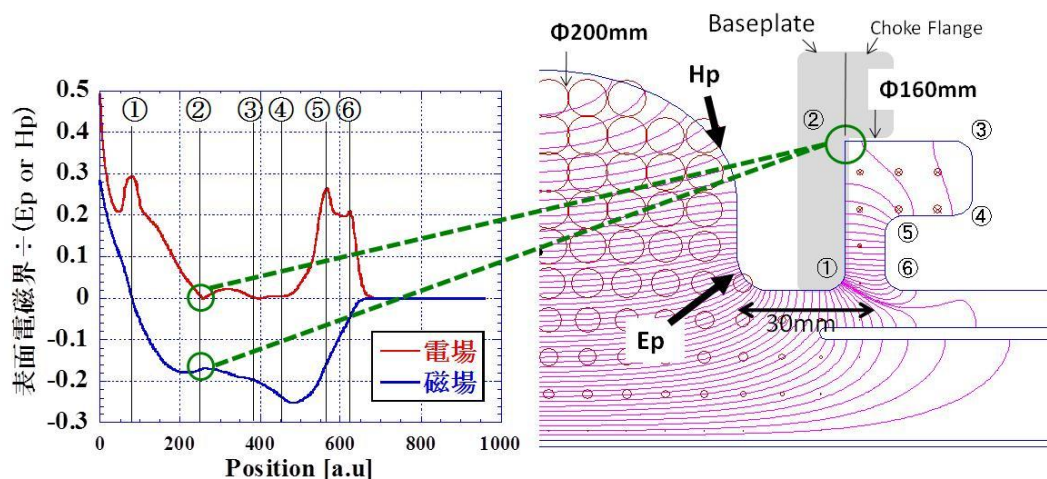 表面電磁界÷(Ep or Hp)
0.5
0.4
0.3
0.2
0.1
0
-0.1
-0.2
-0.3
① ② ③ ④ ⑤ ⑥
電場
磁場
0 200 400 600 800 1000
Position [a.u]
Baseplate
Choke Flange
Φ200mm
Hp
Φ160mm
②
③
④
⑤
①
⑥
30mm
Ep